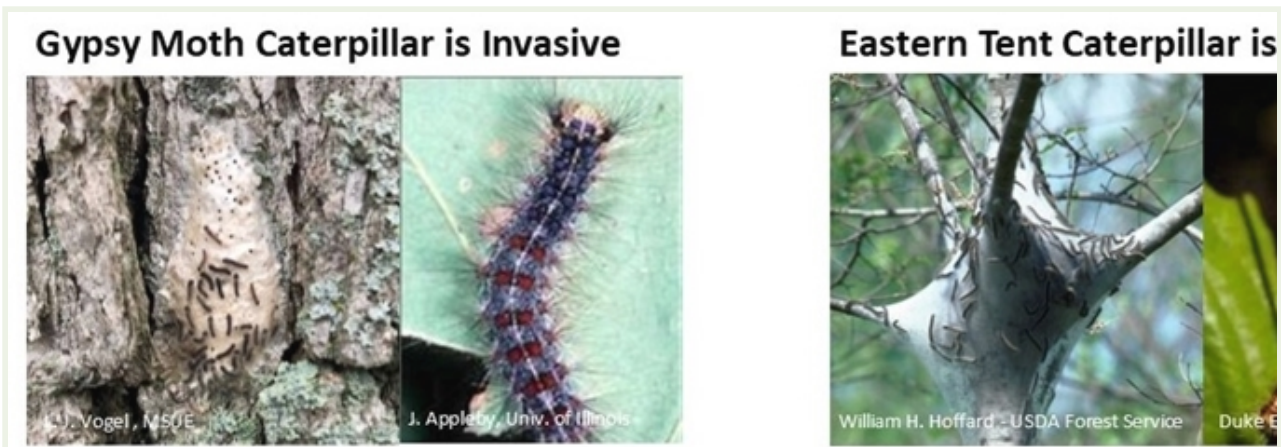 Gypsy Moth Caterpillar is Invasive
Eastern Tent Caterpillar is
Vogel, MSUE
J. Appleby, Univ. of Illinois
William H. Hoffard - USDA Forest Service
Duke